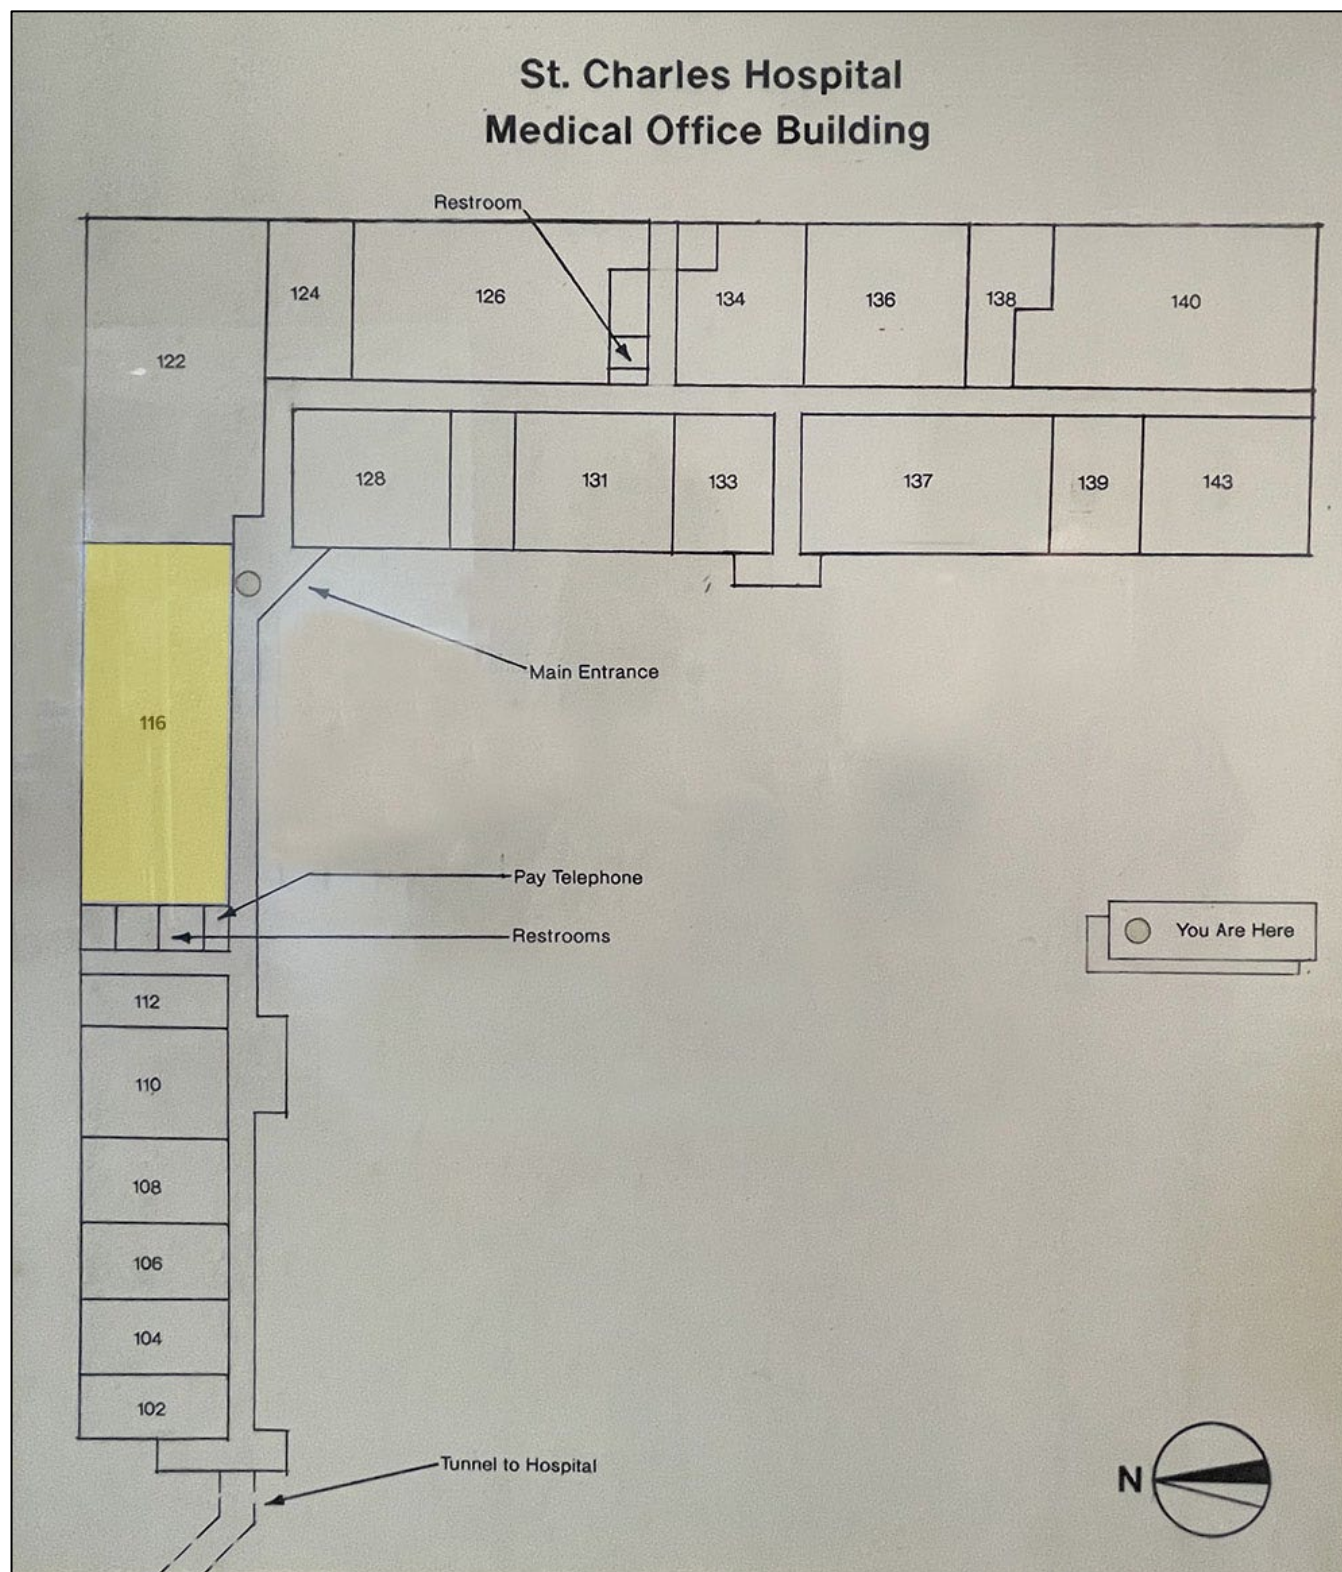 St. Charles Hospital
Medical Office Building
Restroom
124
126
134
136
138
140
122
128
131
133
137
139
143
Main Entrance
116
Pay Telephone
Restrooms
You Are Here
112
110
108
106
104
102
Tunnel to Hospital
N